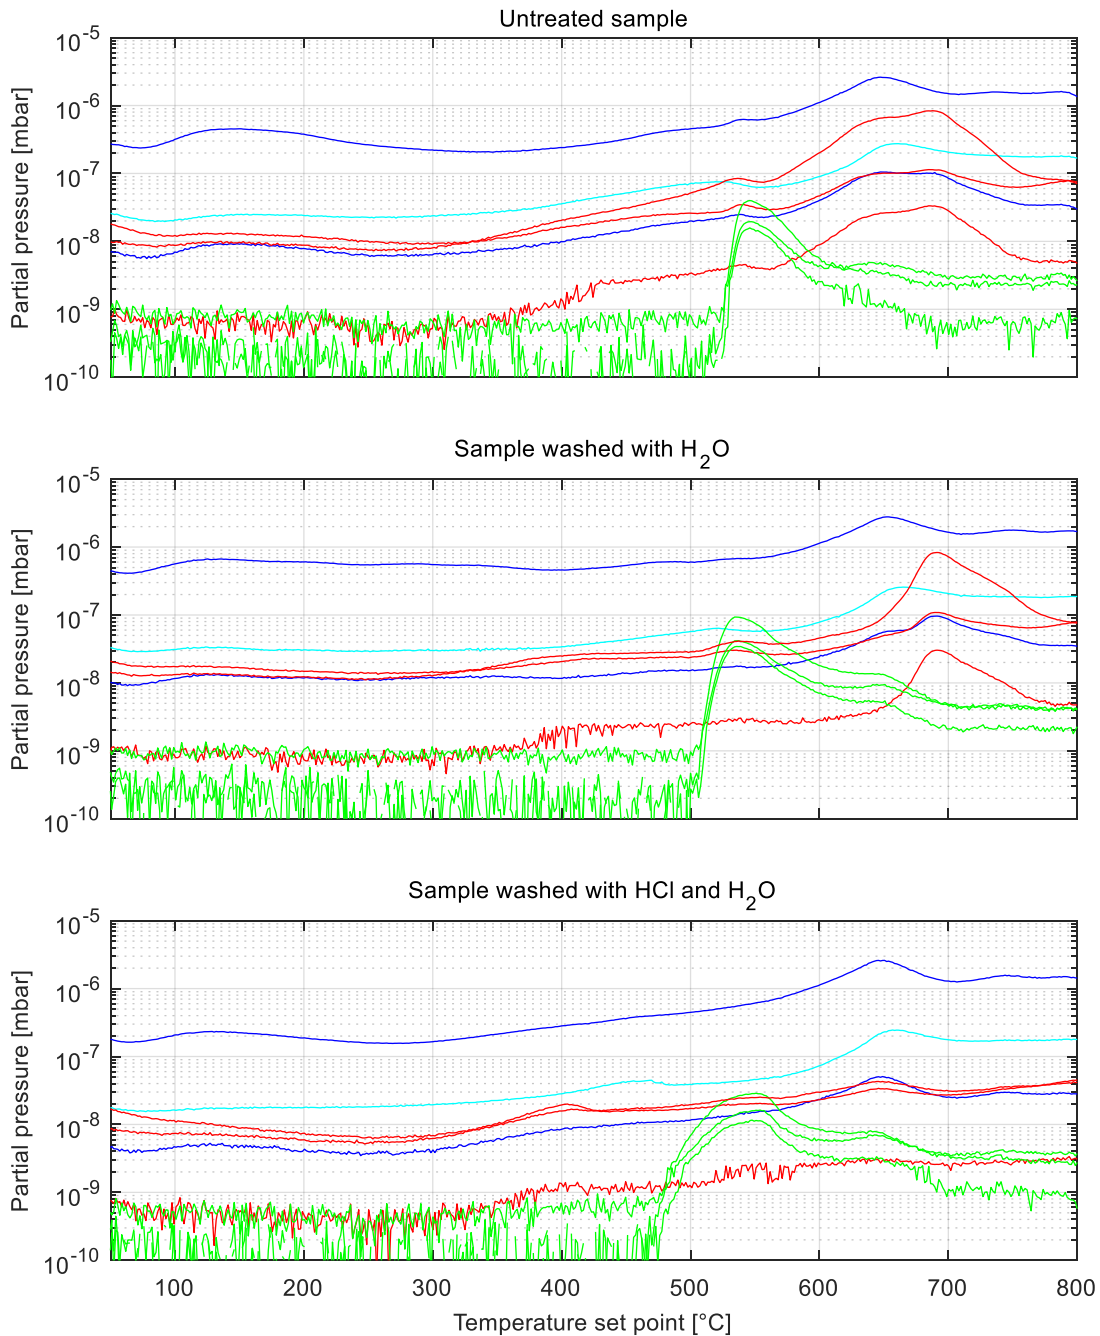 Untreated sample
10^-5
10^-6
10^-7
10^-8
10^-9
10^-10
Partial pressure [mbar]
Sample washed with H₂O
10^-5
10^-6
10^-7
10^-8
10^-9
10^-10
Partial pressure [mbar]
Sample washed with HCl and H₂O
10^-5
10^-6
10^-7
10^-8
10^-9
10^-10
Partial pressure [mbar]
100 200 300 400 500 600 700 800
Temperature set point [°C]